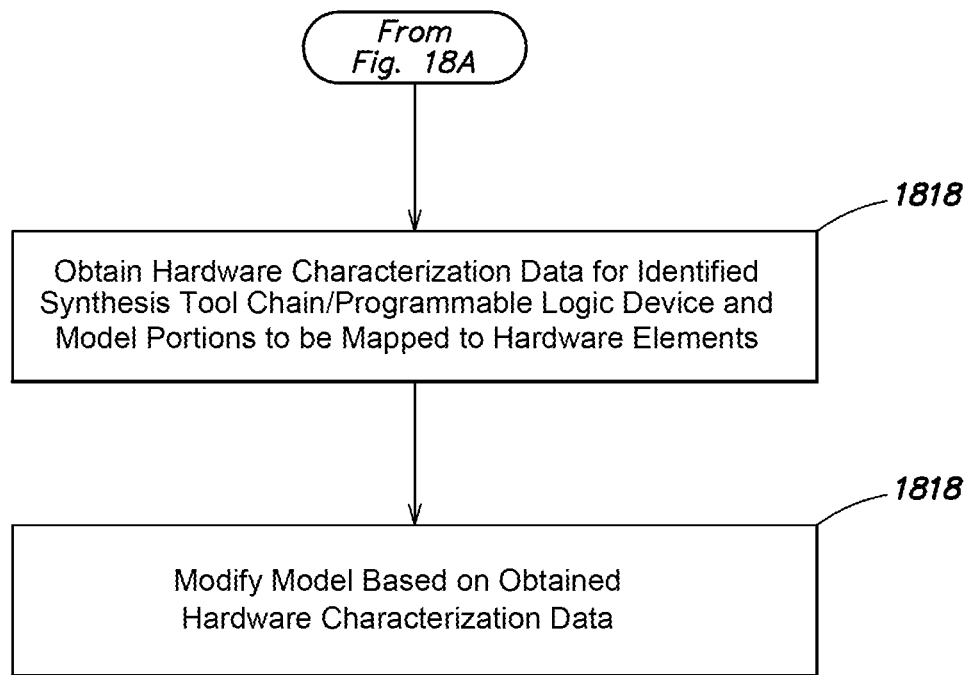 From
Fig. 18A
1818
Obtain Hardware Characterization Data for Identified
Synthesis Tool Chain/Programmable Logic Device and
Model Portions to be Mapped to Hardware Elements
1818
Modify Model Based on Obtained
Hardware Characterization Data